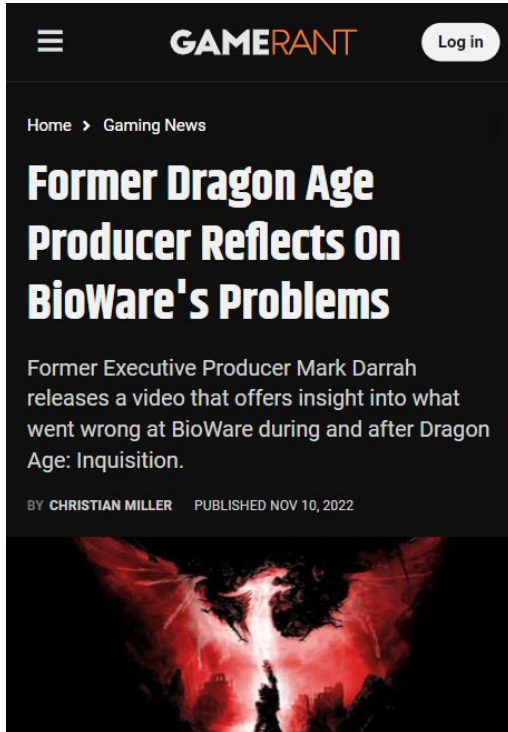 GAMERANT
Log in
Home > Gaming News
Former Dragon Age
Producer Reflects On
BioWare's Problems
Former Executive Producer Mark Darrah
releases a video that offers insight into what
went wrong at BioWare during and after Dragon
Age: Inquisition.
BY CHRISTIAN MILLER PUBLISHED NOV 10, 2022